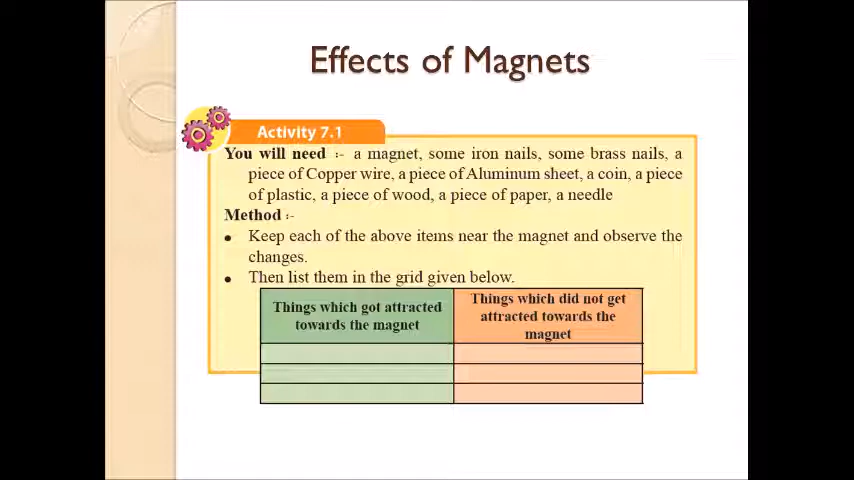 Effects of Magnets
Activity 7.1
You will need :- a magnet, some iron nails, some brass nails, a
piece of Copper wire, a piece of Aluminum sheet, a coin, a piece
of plastic, a piece of wood, a piece of paper, a needle
Method :-
• Keep each of the above items near the magnet and observe the
changes.
• Then list them in the grid given below.
Things which got attracted
towards the magnet
Things which did not get
attracted towards the
magnet